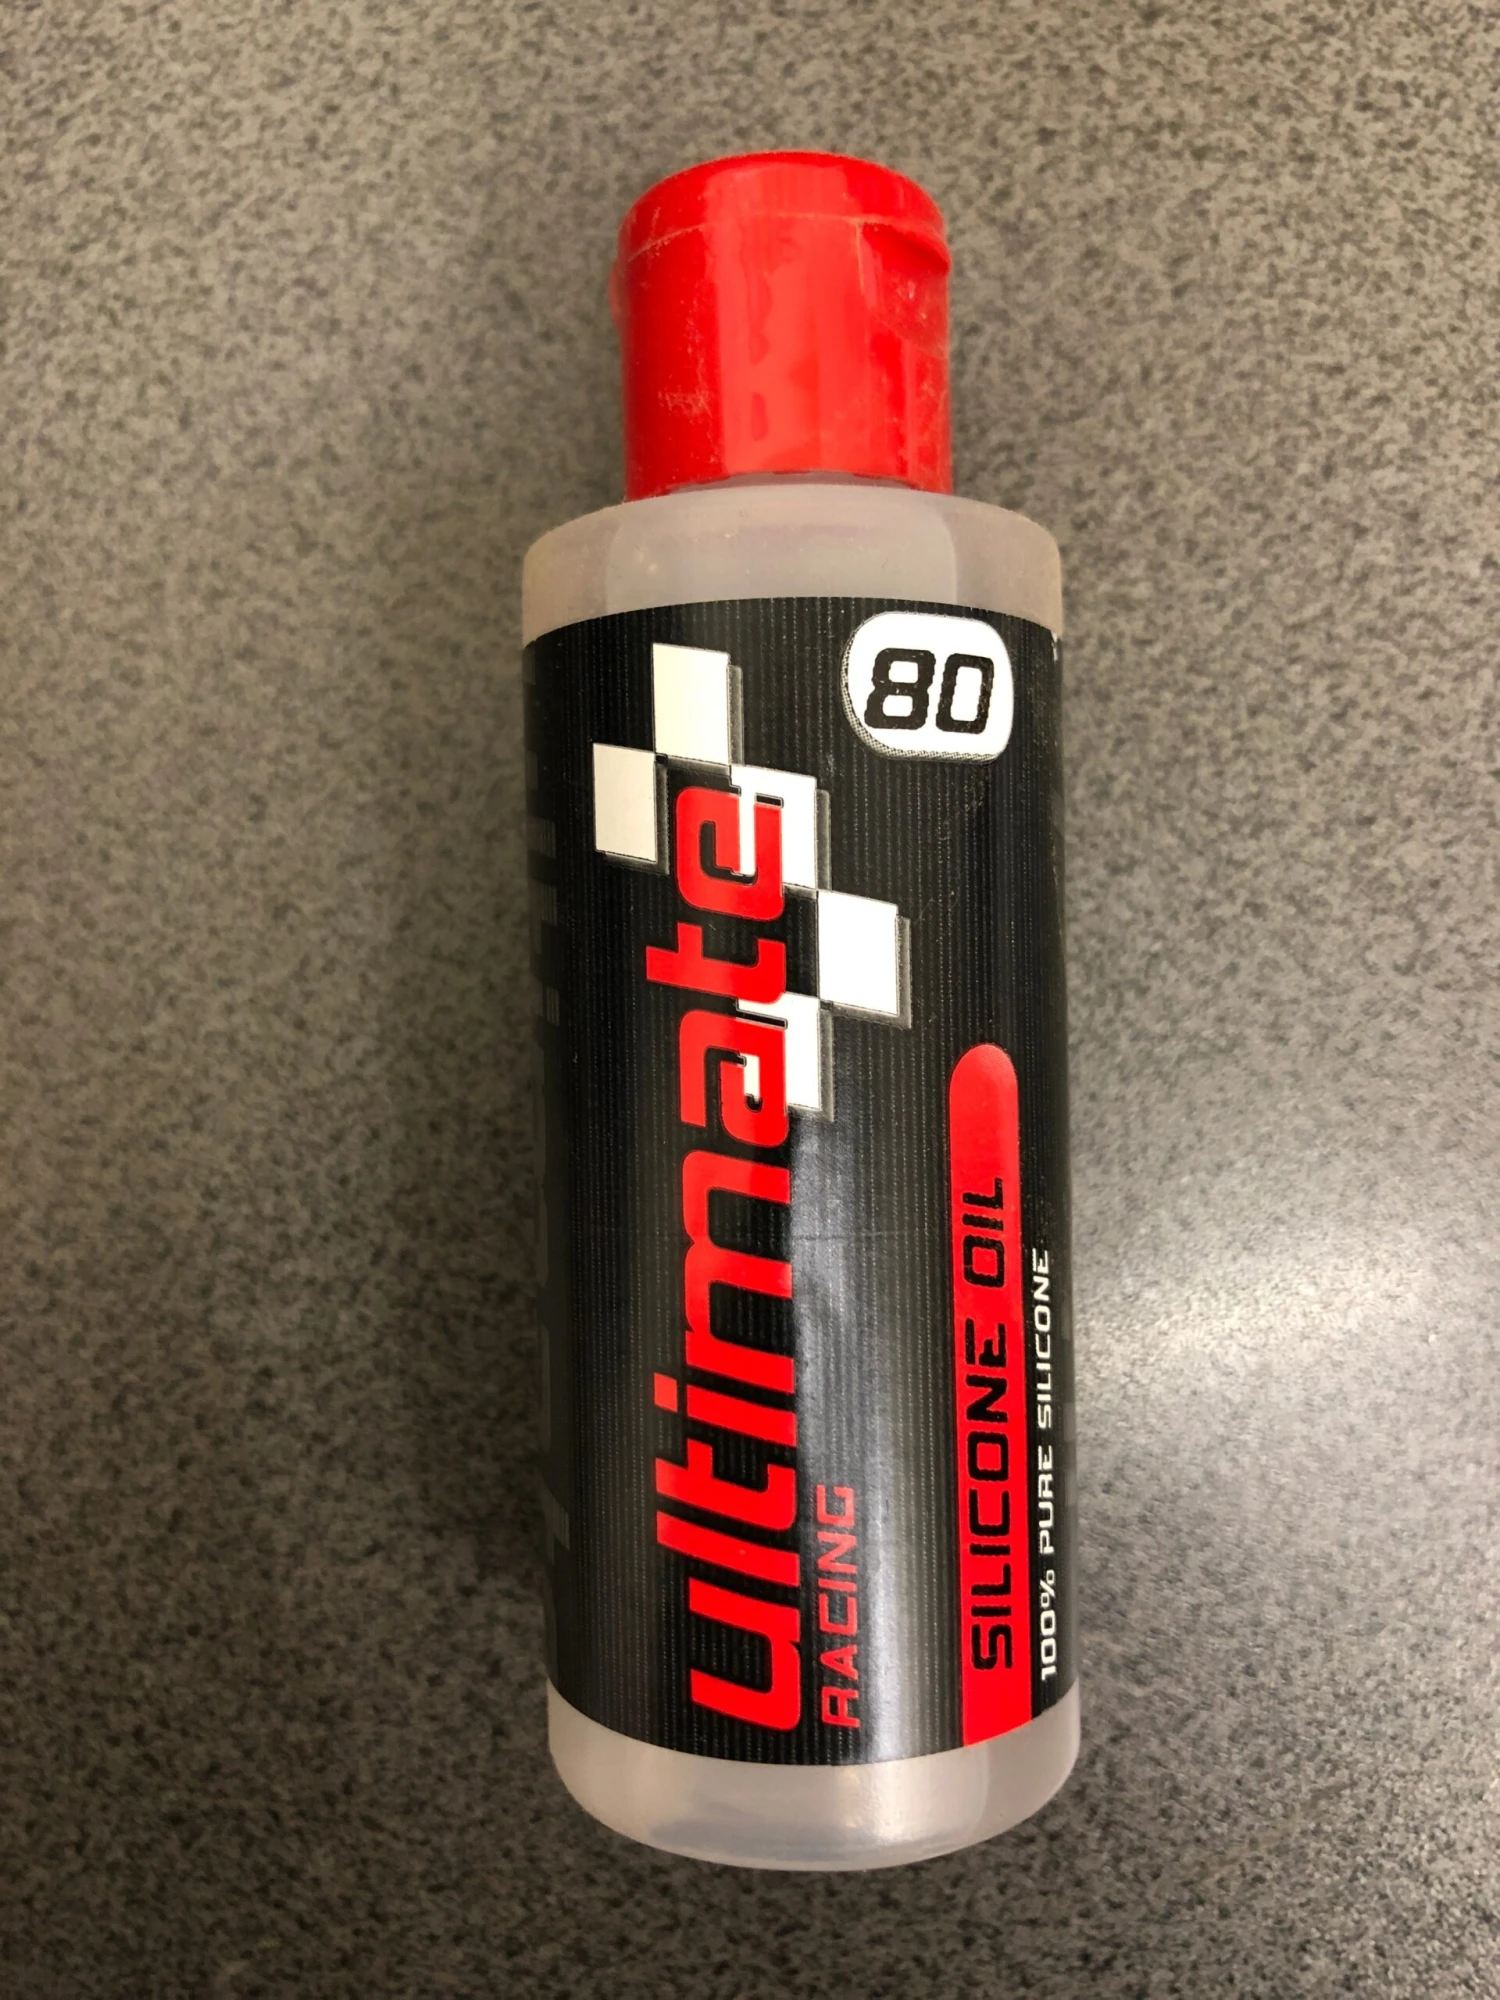 80
ultimate
RACING
SILICONE OIL
100% PURE SILICONE